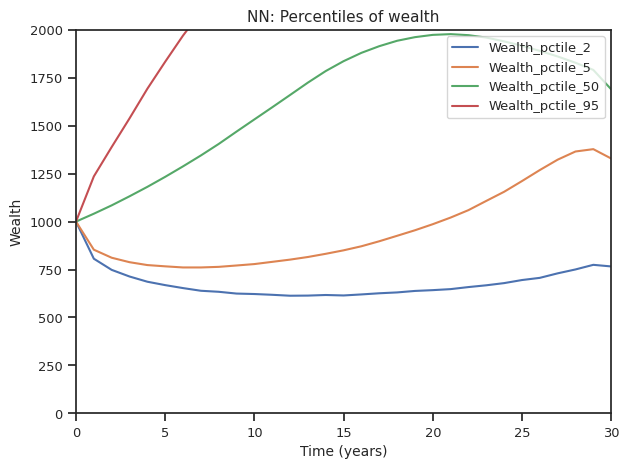 NN: Percentiles of wealth
2000
1750
1500
1250
1000
750
500
250
0
Wealth
Wealth_pctile_2
Wealth_pctile_5
Wealth_pctile_50
Wealth_pctile_95
0 5 10 15 20 25 30
Time (years)